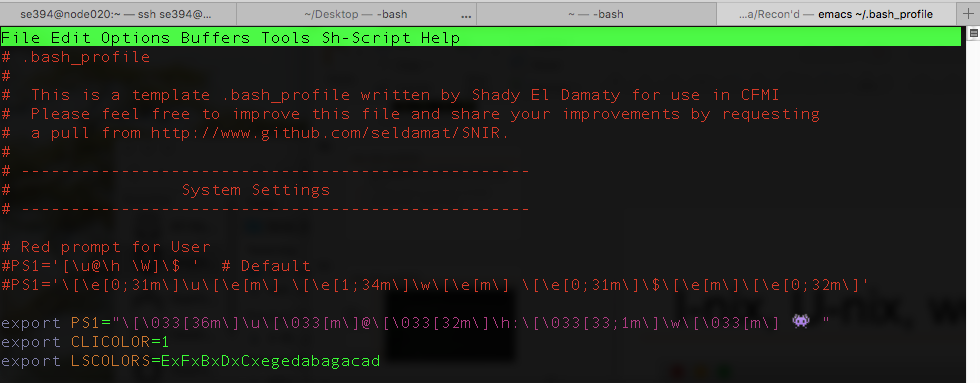 se394@node020:~ — ssh se394@... ~/Desktop — -bash ... ~ — -bash ...a/Recon'd — emacs ~/.bash_profile +
File Edit Options Buffers Tools Sh-Script Help
# .bash_profile
#
#  This is a template .bash_profile written by Shady El Damaty for use in CFMI
#  Please feel free to improve this file and share your improvements by requesting
#  a pull from http://www.github.com/seldamat/SNIR.
#
# -------------------------------------------------
#                System Settings
# -------------------------------------------------
# Red prompt for User
#PS1='[\u@\h \W]\$ '  # Default
#PS1='\[\e[0;31m\]\u\[\e[m\] \[\e[1;34m\]\w\[\e[m\] \[\e[0;31m\]\$\[\e[m\]\[\e[0;32m\]'
export PS1="\[\033[36m\]\u\[\033[m\]@\[\033[32m\]\h:\[\033[33;1m\]\w\[\033[m\] 👾 "
export CLICOLOR=1
export LSCOLORS=ExFxBxDxCxegedabagacad